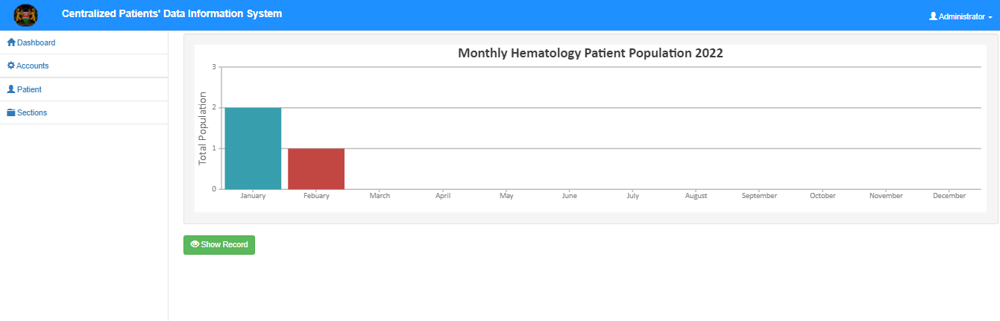 Centralized Patients' Data Information System
Administrator
Dashboard
Accounts
Patient
Sections
Monthly Hematology Patient Population 2022
Total Population
3
2
1
0
January Febuary March April May June July August September October November December
Show Record